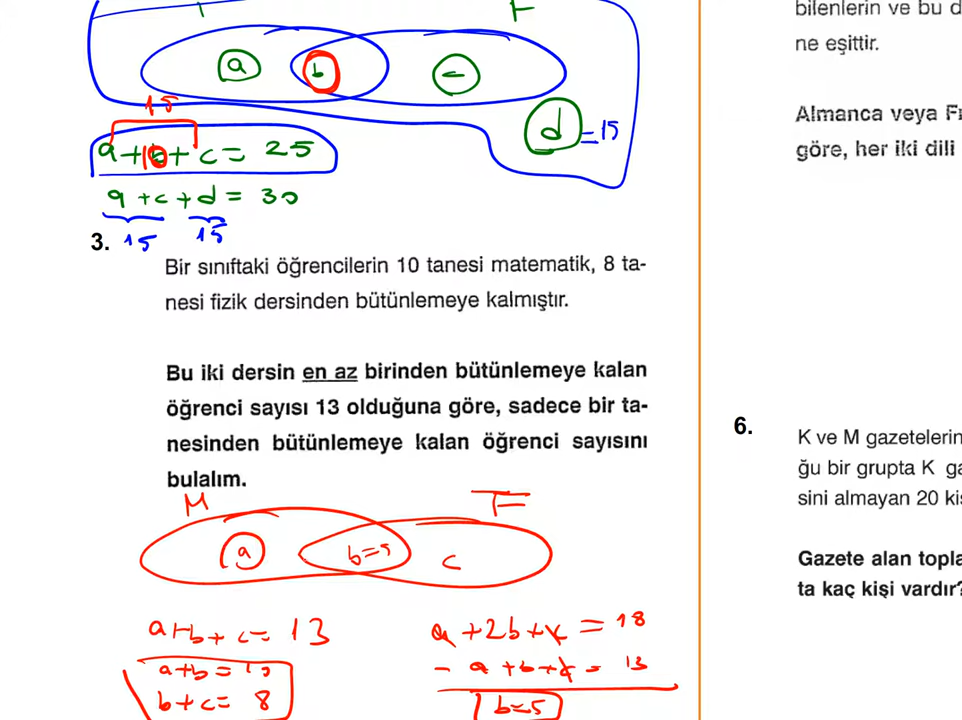 F
a
b
c
d
=15
15
a+b+c= 25
10
a+c+d= 30
15
15
3.
Bir sınıftaki öğrencilerin 10 tanesi matematik, 8 ta-
nesi fizik dersinden bütünlemeye kalmıştır.
Bu iki dersin en az birinden bütünlemeye kalan
öğrenci sayısı 13 olduğuna göre, sadece bir ta-
nesinden bütünlemeye kalan öğrenci sayısını
bulalım.
M
F
a
b=5
c
a+b+c= 13
a+b= 10
b+c= 8
a+2b+c=18
- a+b+c= 13
b=5
bilenlerin ve bu d
ne eşittir.
Almanca veya F
göre, her iki dili
6.
K ve M gazetelerin
ğu bir grupta K ga
sini almayan 20 ki
Gazete alan topla
ta kaç kişi vardır?